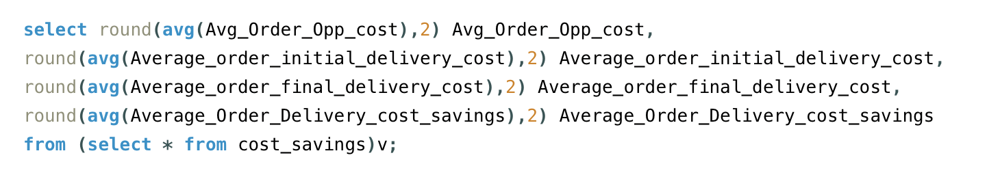 select round(avg(Avg_Order_Opp_cost),2) Avg_Order_Opp_cost,
round(avg(Average_order_initial_delivery_cost),2) Average_order_initial_delivery_cost,
round(avg(Average_order_final_delivery_cost),2) Average_order_final_delivery_cost,
round(avg(Average_Order_Delivery_cost_savings),2) Average_Order_Delivery_cost_savings
from (select * from cost_savings)v;